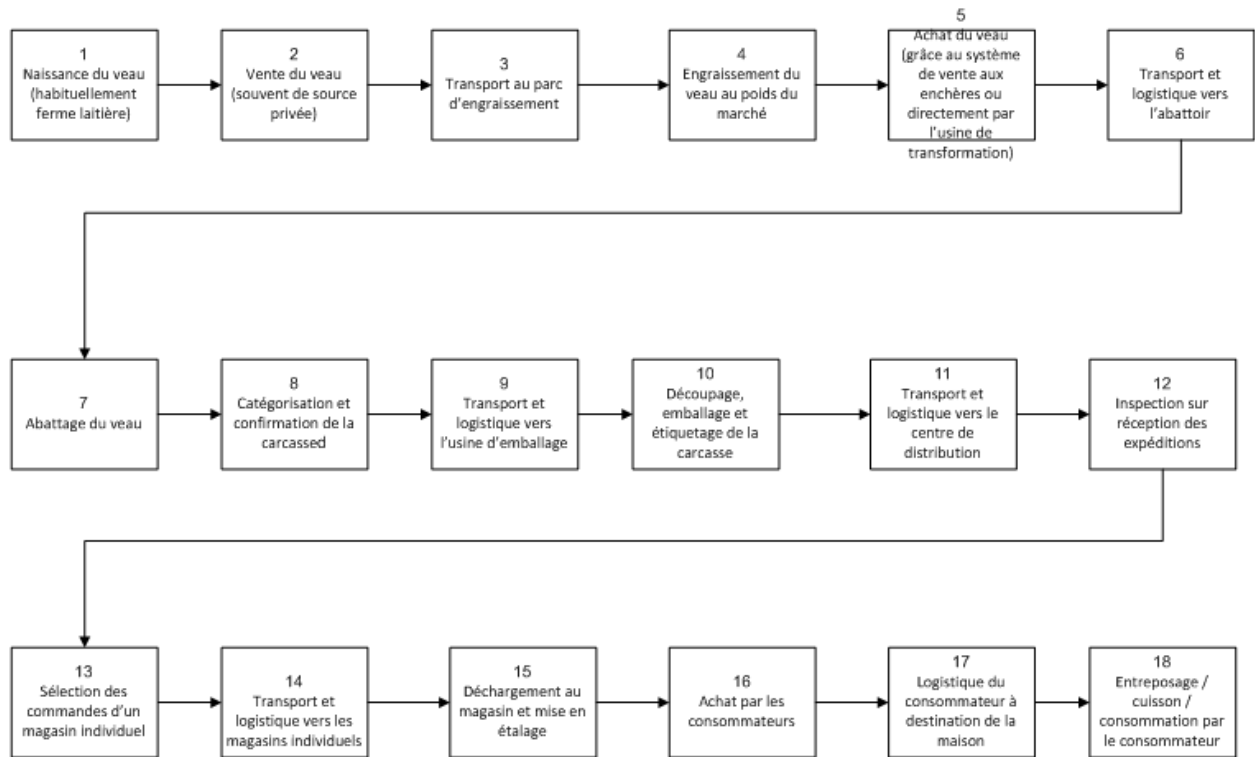 1
Naissance du veau
(habituellement
ferme laitière)
2
Vente du veau
(souvent de source
privée)
3
Transport au parc
d'engraissement
4
Engraissement du
veau au poids du
marché
5
Achat du veau
(grâce au système
de vente aux
enchères ou
directement par
l'usine de
transformation)
6
Transport et
logistique vers
l'abattoir
7
Abattage du veau
8
Catégorisation et
confirmation de la
carcassed
9
Transport et
logistique vers
l'usine d'emballage
10
Découpage,
emballage et
étiquetage de la
carcasse
11
Transport et
logistique vers le
centre de
distribution
12
Inspection sur
réception des
expéditions
13
Sélection des
commandes d'un
magasin individuel
14
Transport et
logistique vers les
magasins individuels
15
Déchargement au
magasin et mise en
étalage
16
Achat par les
consommateurs
17
Logistique du
consommateur à
destination de la
maison
18
Entreposage /
cuisson /
consommation par
le consommateur